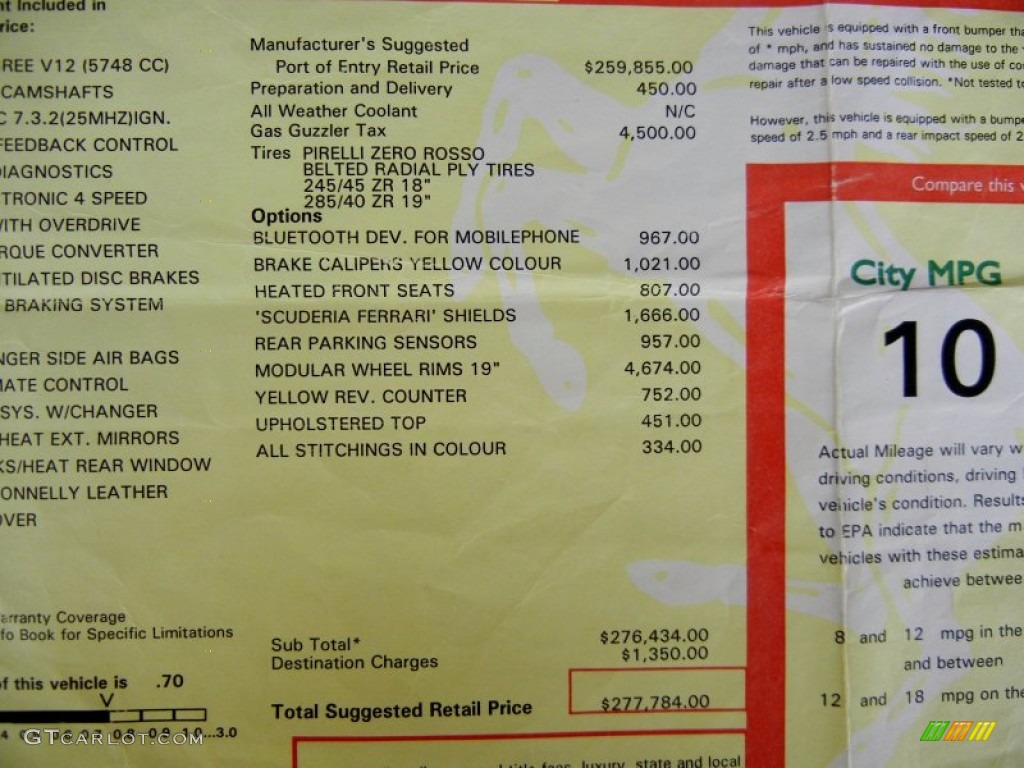 Included in
rice:
REE V12 (5748 CC)
CAMSHAFTS
C 7.3.2(25MHZ)IGN.
FEEDBACK CONTROL
DIAGNOSTICS
TRONIC 4 SPEED
WITH OVERDRIVE
RQUE CONVERTER
TILATED DISC BRAKES
BRAKING SYSTEM
NGER SIDE AIR BAGS
MATE CONTROL
SYS. W/CHANGER
HEAT EXT. MIRRORS
KS/HEAT REAR WINDOW
ONNELLY LEATHER
OVER
arranty Coverage
fo Book for Specific Limitations
of this vehicle is .70
Manufacturer's Suggested
Port of Entry Retail Price $259,855.00
Preparation and Delivery 450.00
All Weather Coolant N/C
Gas Guzzler Tax 4,500.00
Tires PIRELLI ZERO ROSSO
BELTED RADIAL PLY TIRES
245/45 ZR 18"
285/40 ZR 19"
Options
BLUETOOTH DEV. FOR MOBILEPHONE 967.00
BRAKE CALIPERS YELLOW COLOUR 1,021.00
HEATED FRONT SEATS 807.00
'SCUDERIA FERRARI' SHIELDS 1,666.00
REAR PARKING SENSORS 957.00
MODULAR WHEEL RIMS 19" 4,674.00
YELLOW REV. COUNTER 752.00
UPHOLSTERED TOP 451.00
ALL STITCHINGS IN COLOUR 334.00
Sub Total* $276,434.00
Destination Charges $1,350.00
Total Suggested Retail Price $277,784.00
luxury, state and local
This vehicle is equipped with a front bumper tha
of * mph, and has sustained no damage to the
damage that can be repaired with the use of co
repair after a low speed collision. *Not tested to
However, this vehicle is equipped with a bumpe
speed of 2.5 mph and a rear impact speed of 2
Compare this v
City MPG
10
Actual Mileage will vary w
driving conditions, driving
vehicle's condition. Results
to EPA indicate that the m
vehicles with these estima
achieve betwee
8 and 12 mpg in the
and between
12 and 18 mpg on the
GTcarlot.com